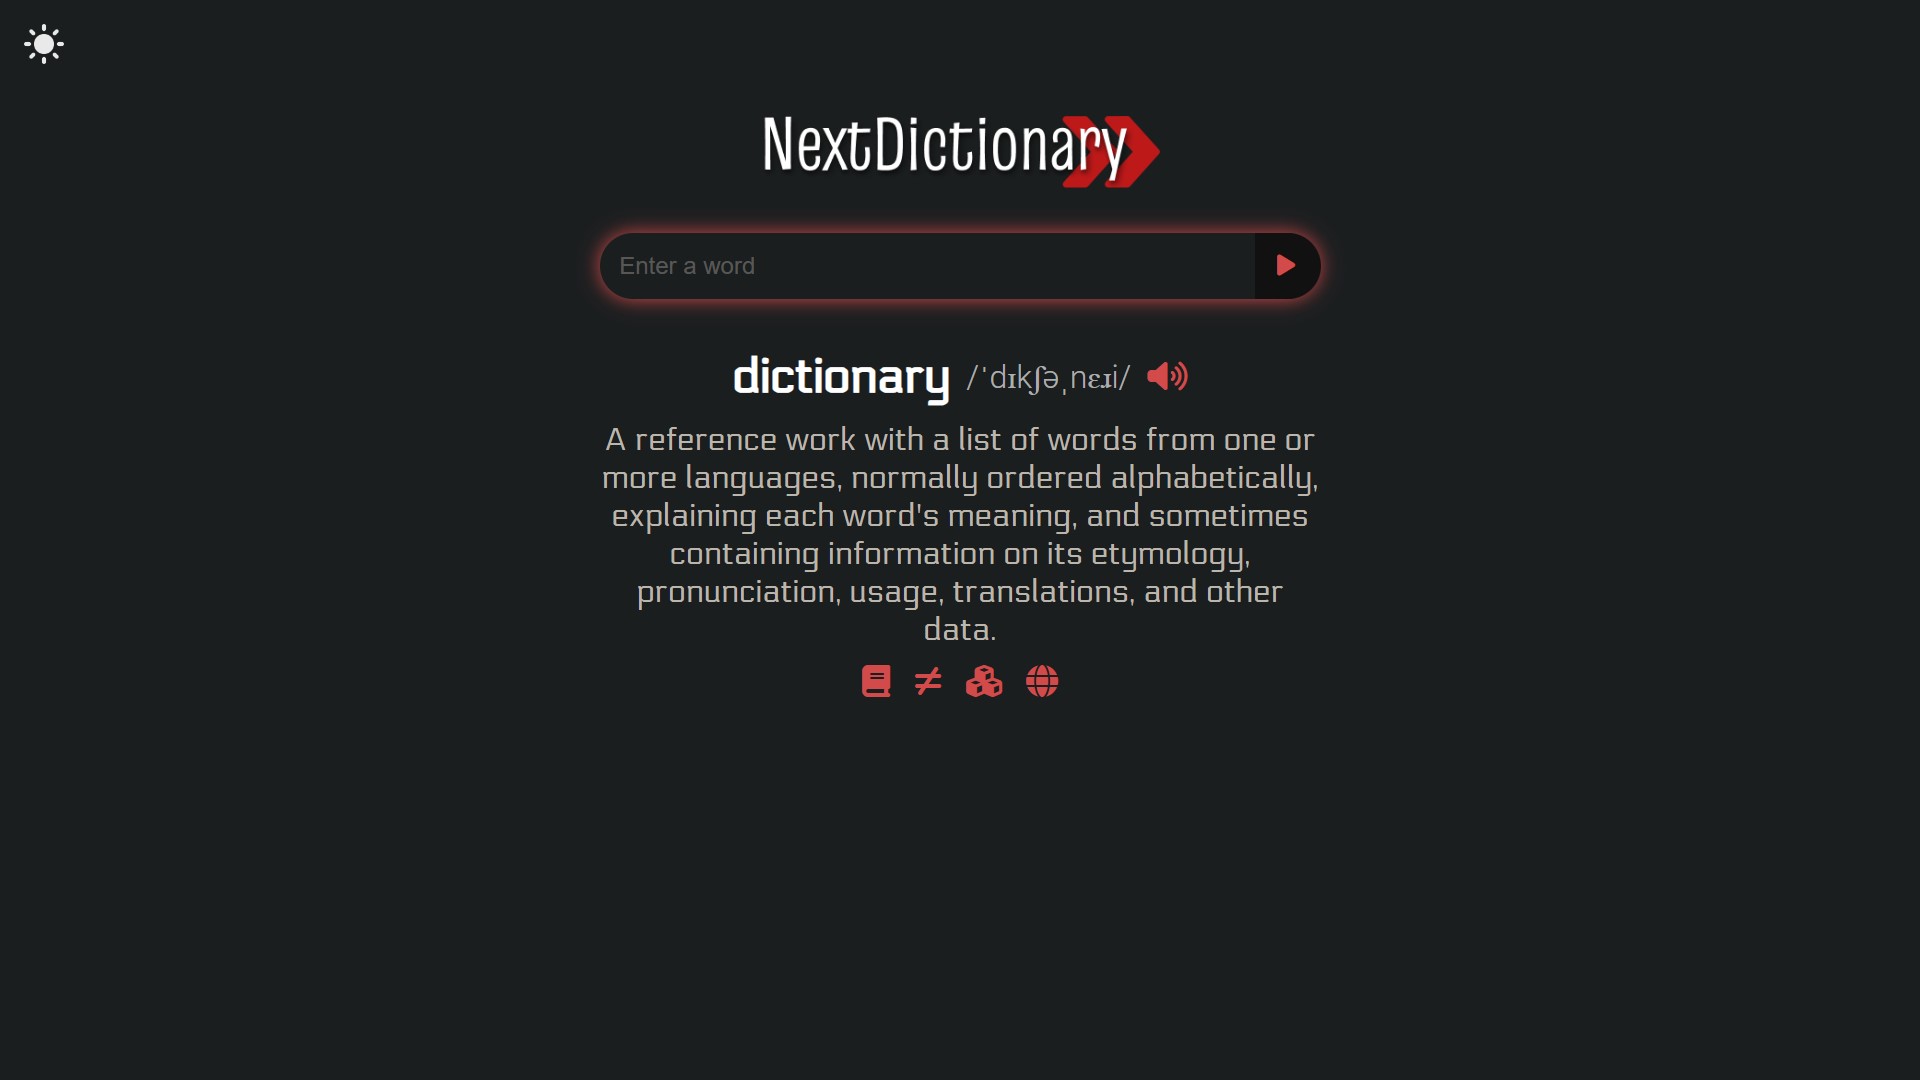 NextDictionary
Enter a word
dictionary /ˈdɪkʃəˌnɛɹi/
A reference work with a list of words from one or
more languages, normally ordered alphabetically,
explaining each word's meaning, and sometimes
containing information on its etymology,
pronunciation, usage, translations, and other
data.